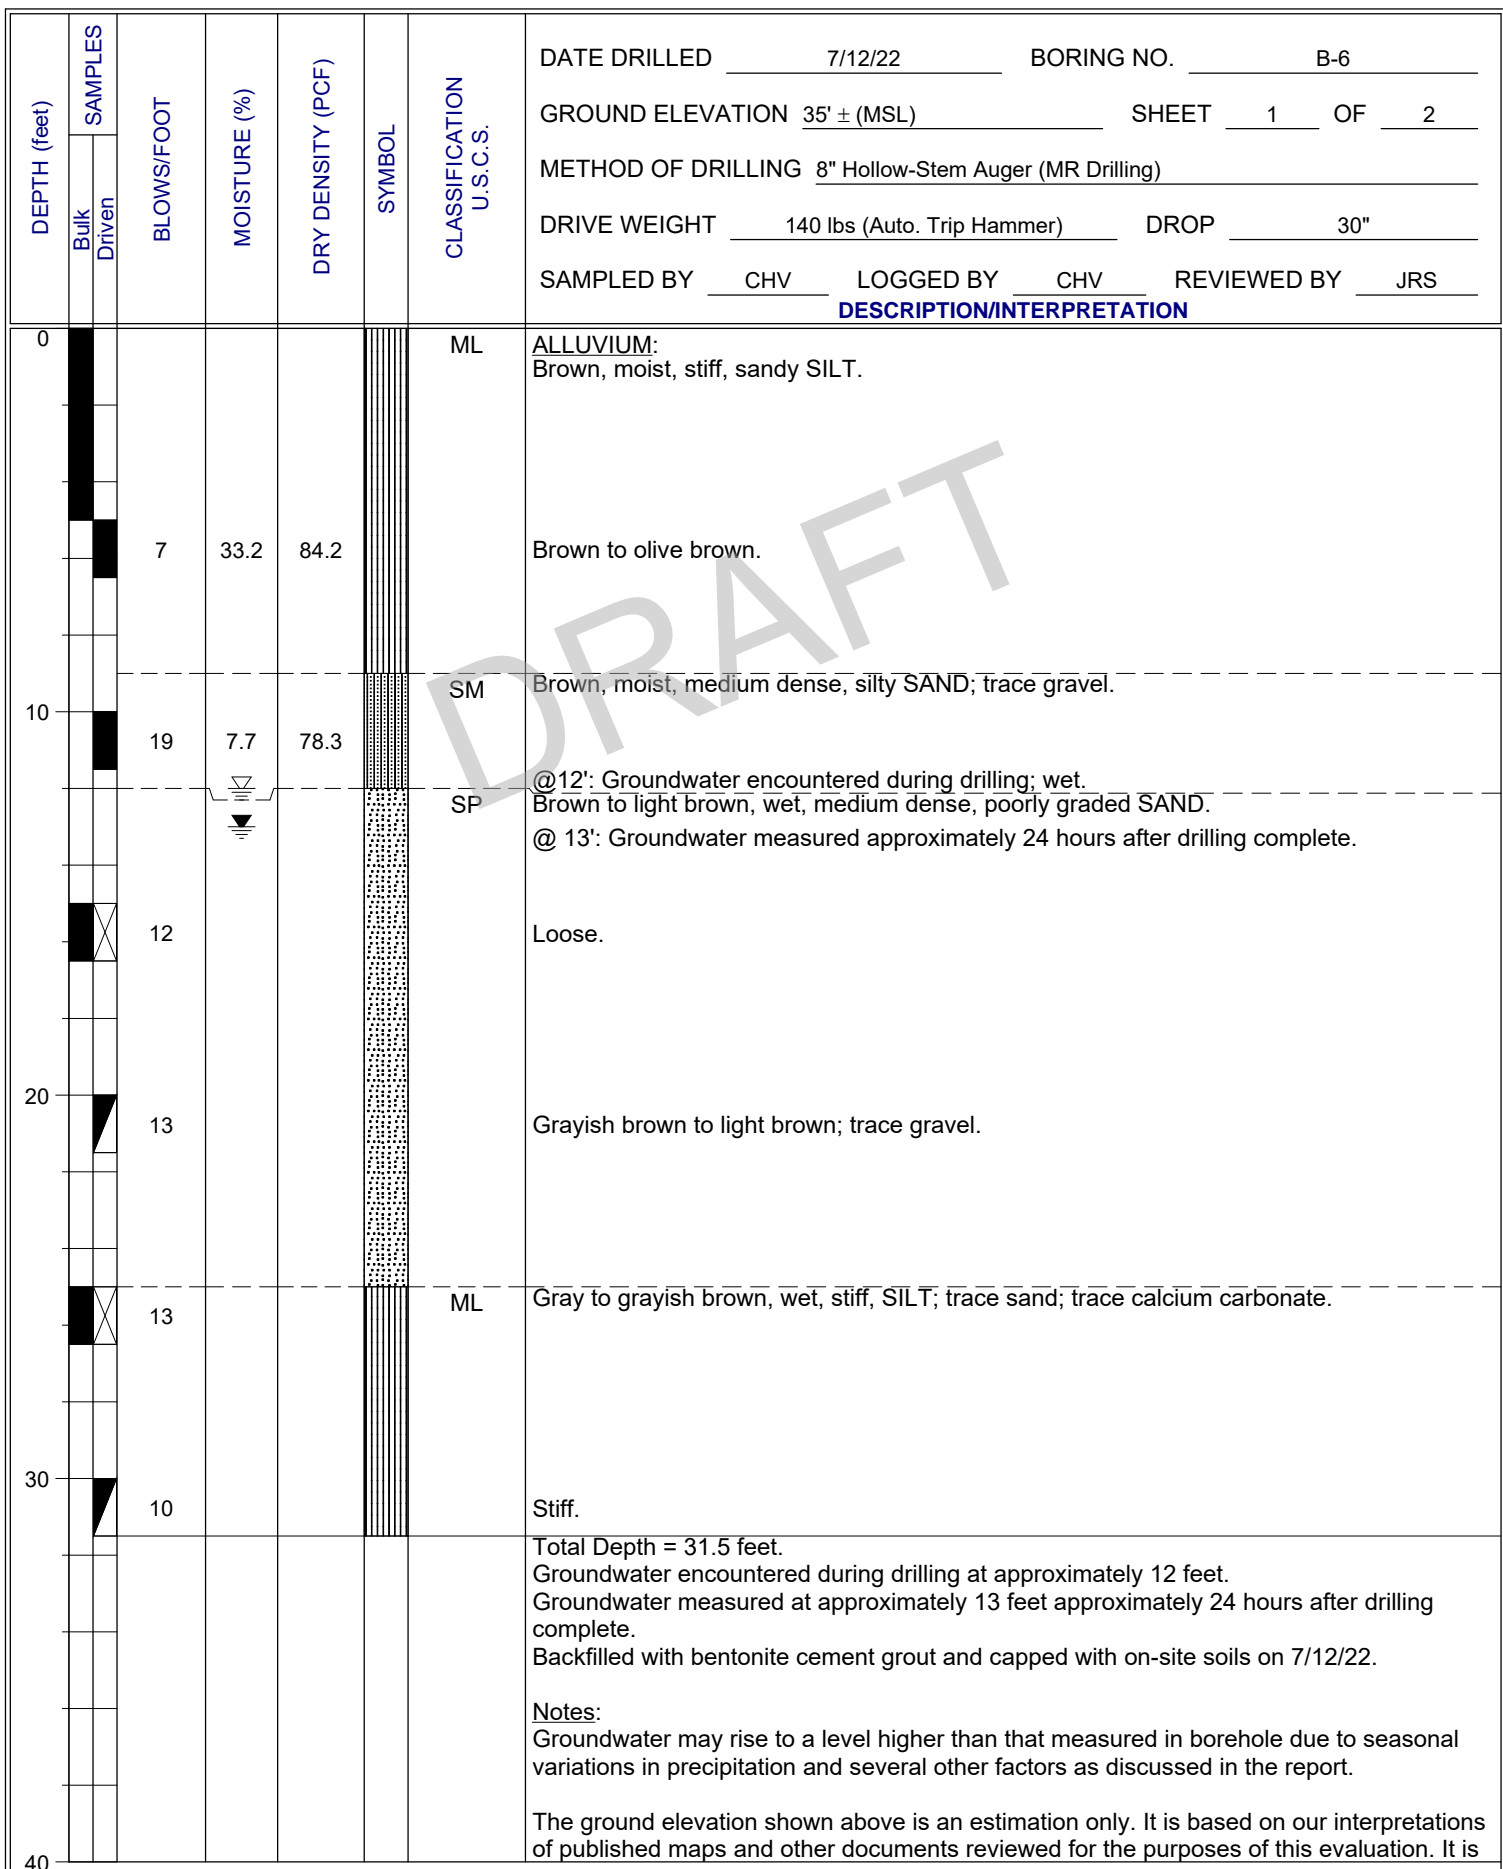 DEPTH (feet)
SAMPLES
Bulk
Driven
BLOWS/FOOT
MOISTURE (%)
DRY DENSITY (PCF)
SYMBOL
CLASSIFICATION
U.S.C.S.
DATE DRILLED 7/12/22 BORING NO. B-6
GROUND ELEVATION 35' ± (MSL) SHEET 1 OF 2
METHOD OF DRILLING 8" Hollow-Stem Auger (MR Drilling)
DRIVE WEIGHT 140 lbs (Auto. Trip Hammer) DROP 30"
SAMPLED BY CHV LOGGED BY CHV REVIEWED BY JRS
DESCRIPTION/INTERPRETATION
0 ML ALLUVIUM:
Brown, moist, stiff, sandy SILT.
7 33.2 84.2 Brown to olive brown.
DRAFT
SM Brown, moist, medium dense, silty SAND; trace gravel.
10
19 7.7 78.3
@12': Groundwater encountered during drilling; wet.
SP Brown to light brown, wet, medium dense, poorly graded SAND.
@ 13': Groundwater measured approximately 24 hours after drilling complete.
12 Loose.
20
13 Grayish brown to light brown; trace gravel.
ML Gray to grayish brown, wet, stiff, SILT; trace sand; trace calcium carbonate.
13
30
10 Stiff.
Total Depth = 31.5 feet.
Groundwater encountered during drilling at approximately 12 feet.
Groundwater measured at approximately 13 feet approximately 24 hours after drilling
complete.
Backfilled with bentonite cement grout and capped with on-site soils on 7/12/22.
Notes:
Groundwater may rise to a level higher than that measured in borehole due to seasonal
variations in precipitation and several other factors as discussed in the report.
The ground elevation shown above is an estimation only. It is based on our interpretations
of published maps and other documents reviewed for the purposes of this evaluation. It is
40